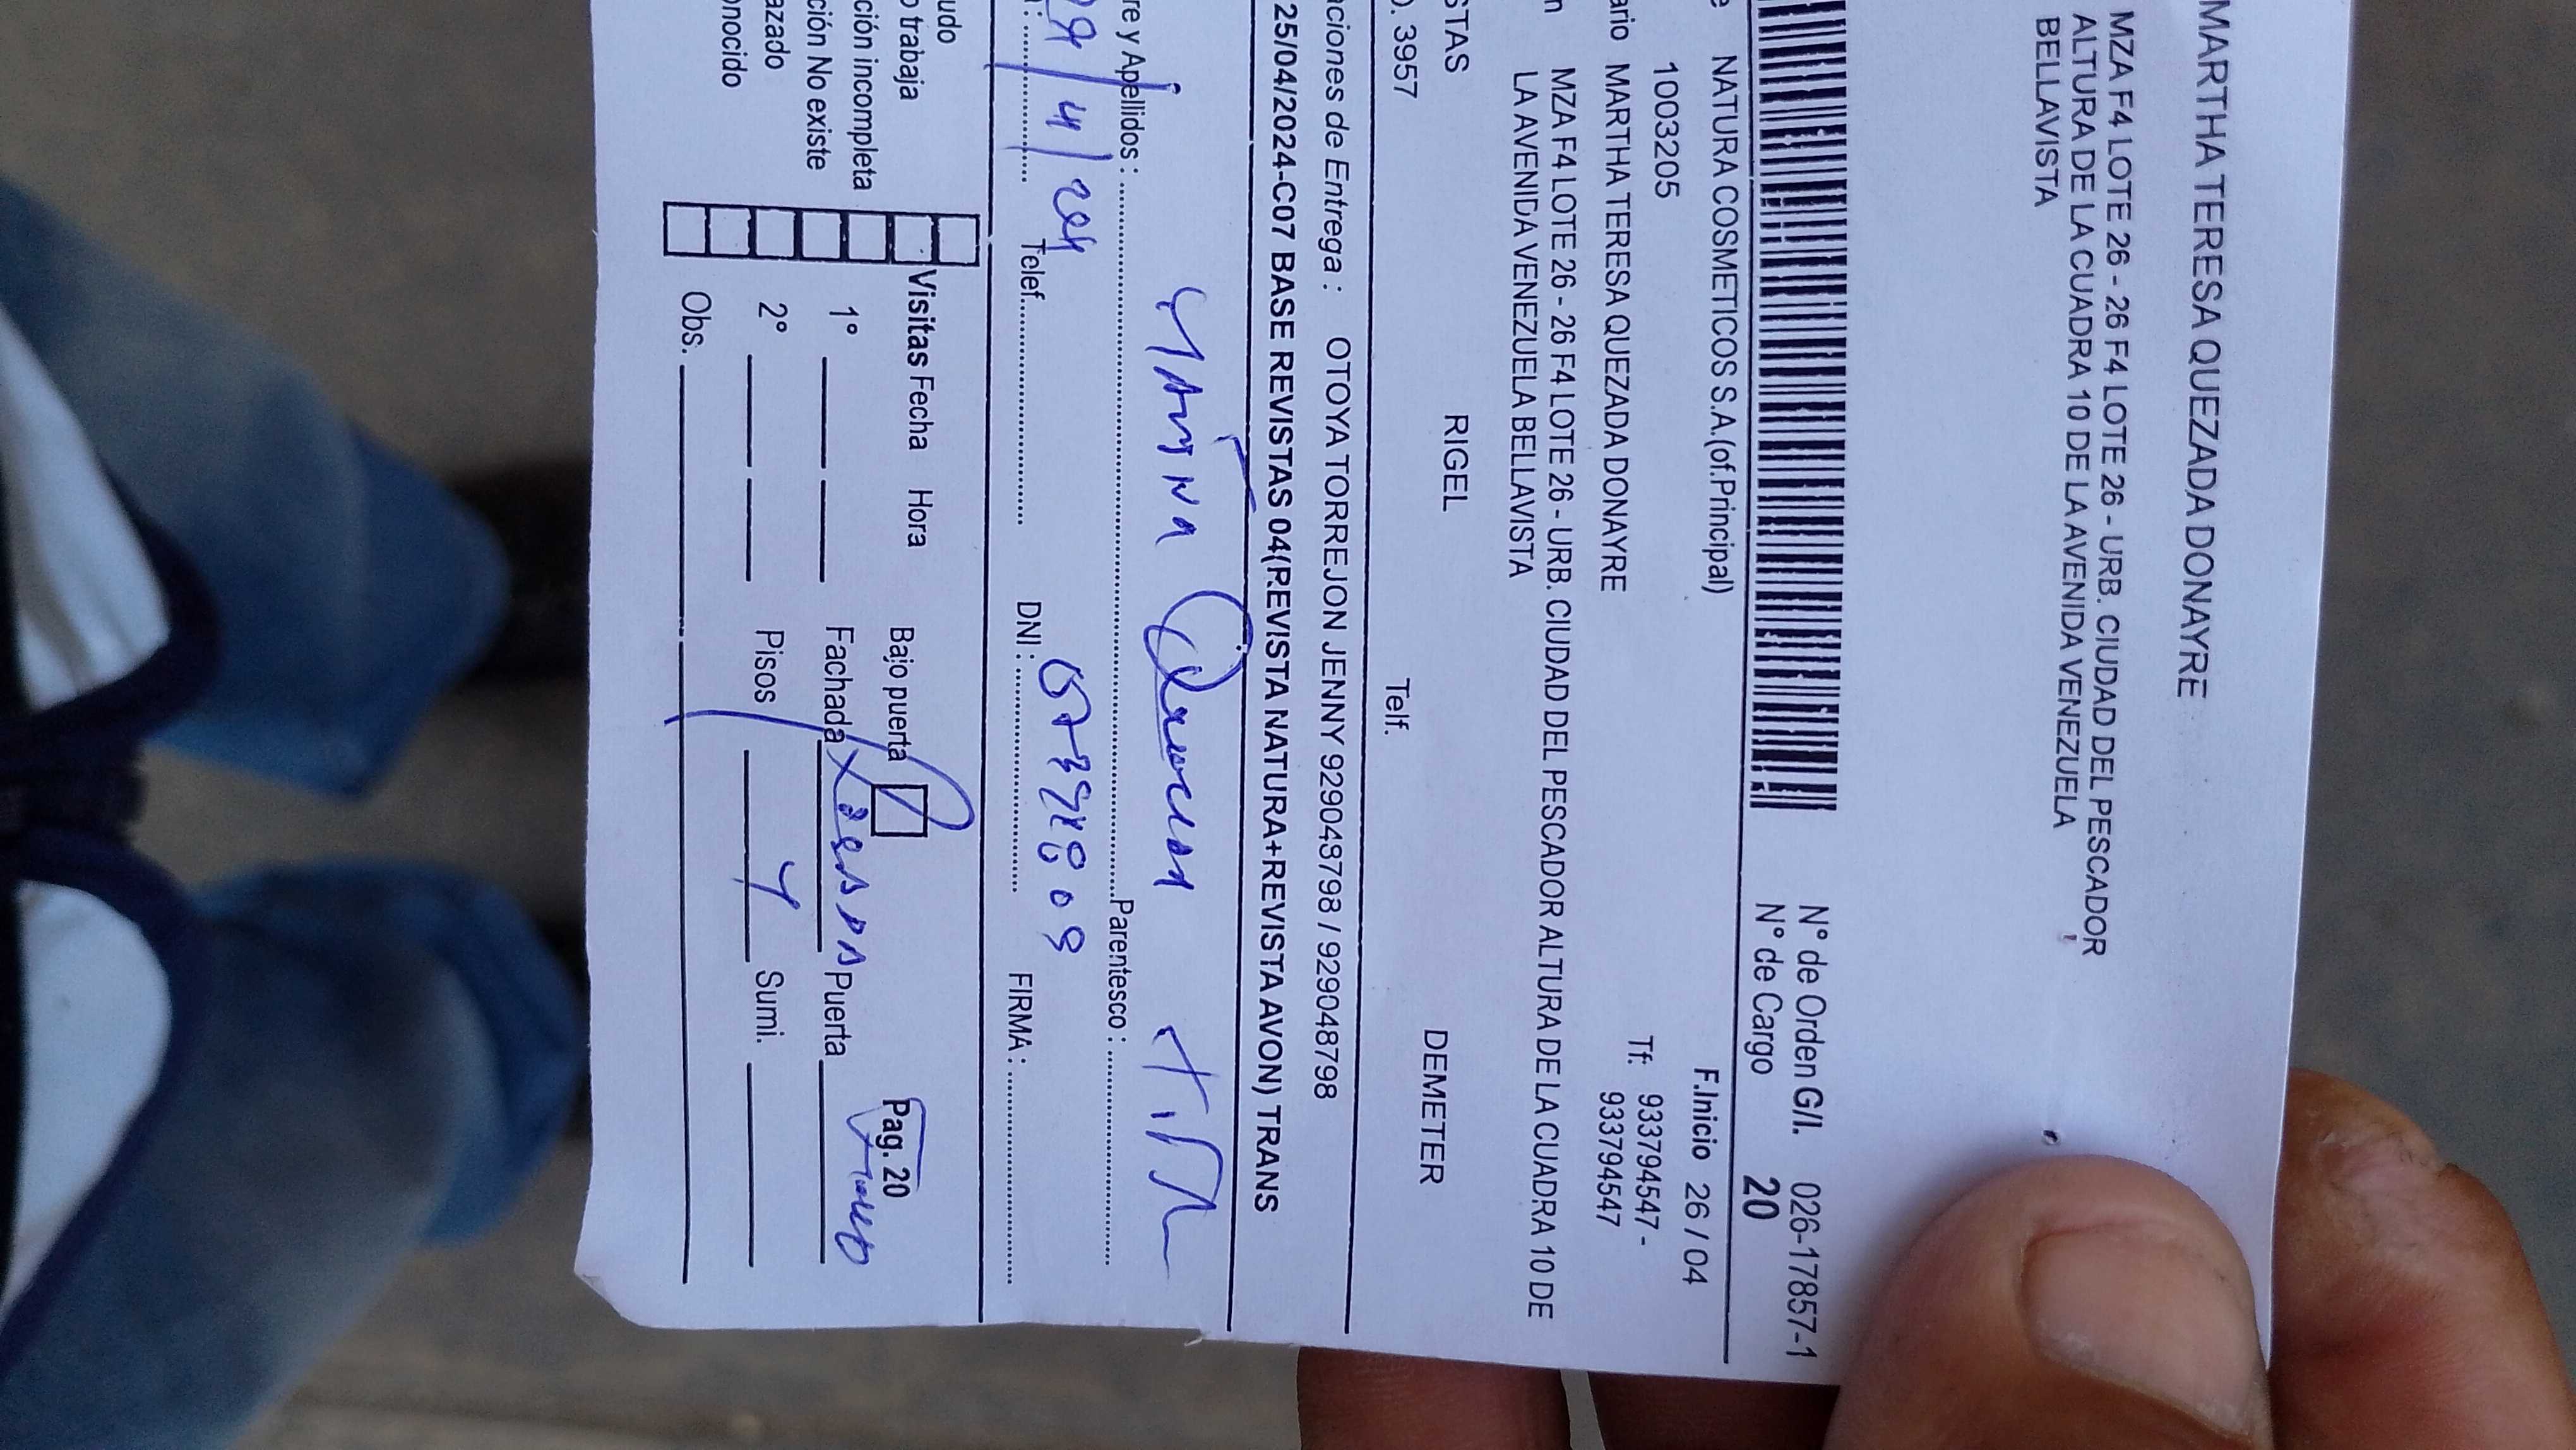 MARTHA TERESA QUEZADA DONAYRE
MZA F4 LOTE 26 - 26 F4 LOTE 26 - URB. CIUDAD DEL PESCADOR
ALTURA DE LA CUADRA 10 DE LA AVENIDA VENEZUELA
BELLAVISTA
N° de Orden G/I. 026-17857-1
N° de Cargo 20
e NATURA COSMETICOS S.A.(of.Principal) F.Inicio 26 / 04
1003205
ario MARTHA TERESA QUEZADA DONAYRE Tf: 933794547 -
933794547
n MZA F4 LOTE 26 - 26 F4 LOTE 26 - URB. CIUDAD DEL PESCADOR ALTURA DE LA CUADRA 10 DE
LA AVENIDA VENEZUELA BELLAVISTA
STAS RIGEL DEMETER
). 3957 Telf.
aciones de Entrega : OTOYA TORREJON JENNY 929048798 / 929048798
25/04/2024-C07 BASE REVISTAS 04(REVISTA NATURA+REVISTA AVON) TRANS
re y Apellidos : Parentesco :
Telef. DNI : FIRMA :
udo
o trabaja Visitas Fecha Hora Bajo puerta Pag. 20
ción incompleta
ción No existe 1° Fachada Puerta
azado 2° Pisos 4 Sumi.
onocido Obs.